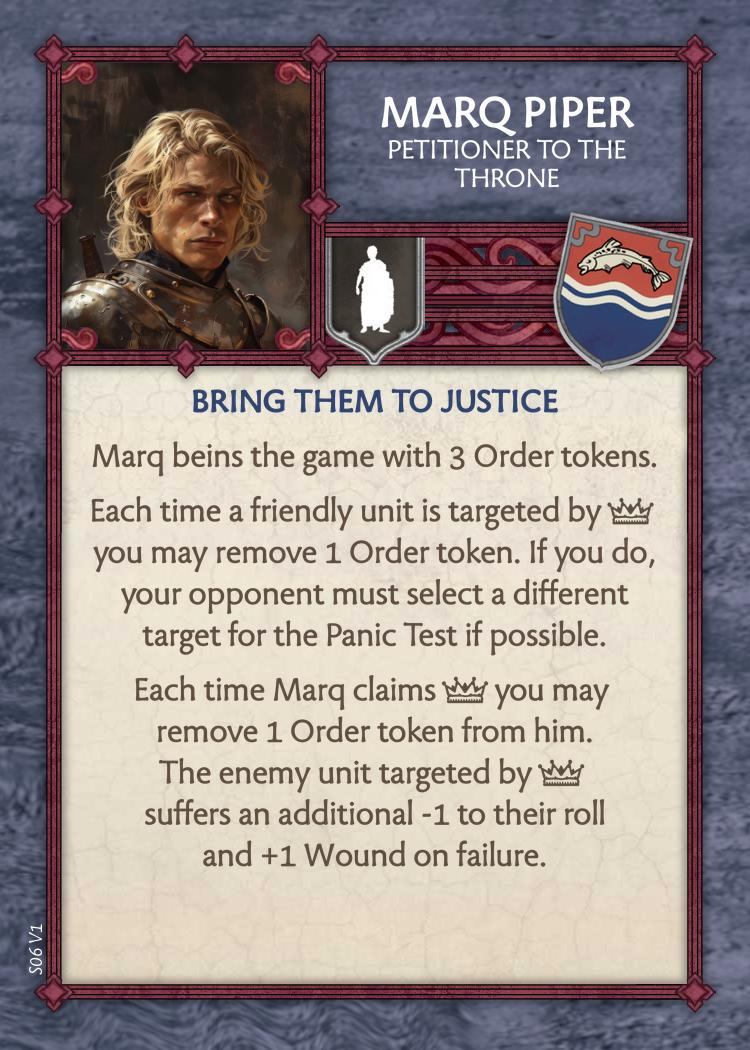 MARQ PIPER
PETITIONER TO THE
THRONE
BRING THEM TO JUSTICE
Marq beins the game with 3 Order tokens.
Each time a friendly unit is targeted by
you may remove 1 Order token. If you do,
your opponent must select a different
target for the Panic Test if possible.
Each time Marq claims you may
remove 1 Order token from him.
The enemy unit targeted by
suffers an additional -1 to their roll
and +1 Wound on failure.
S06 V1